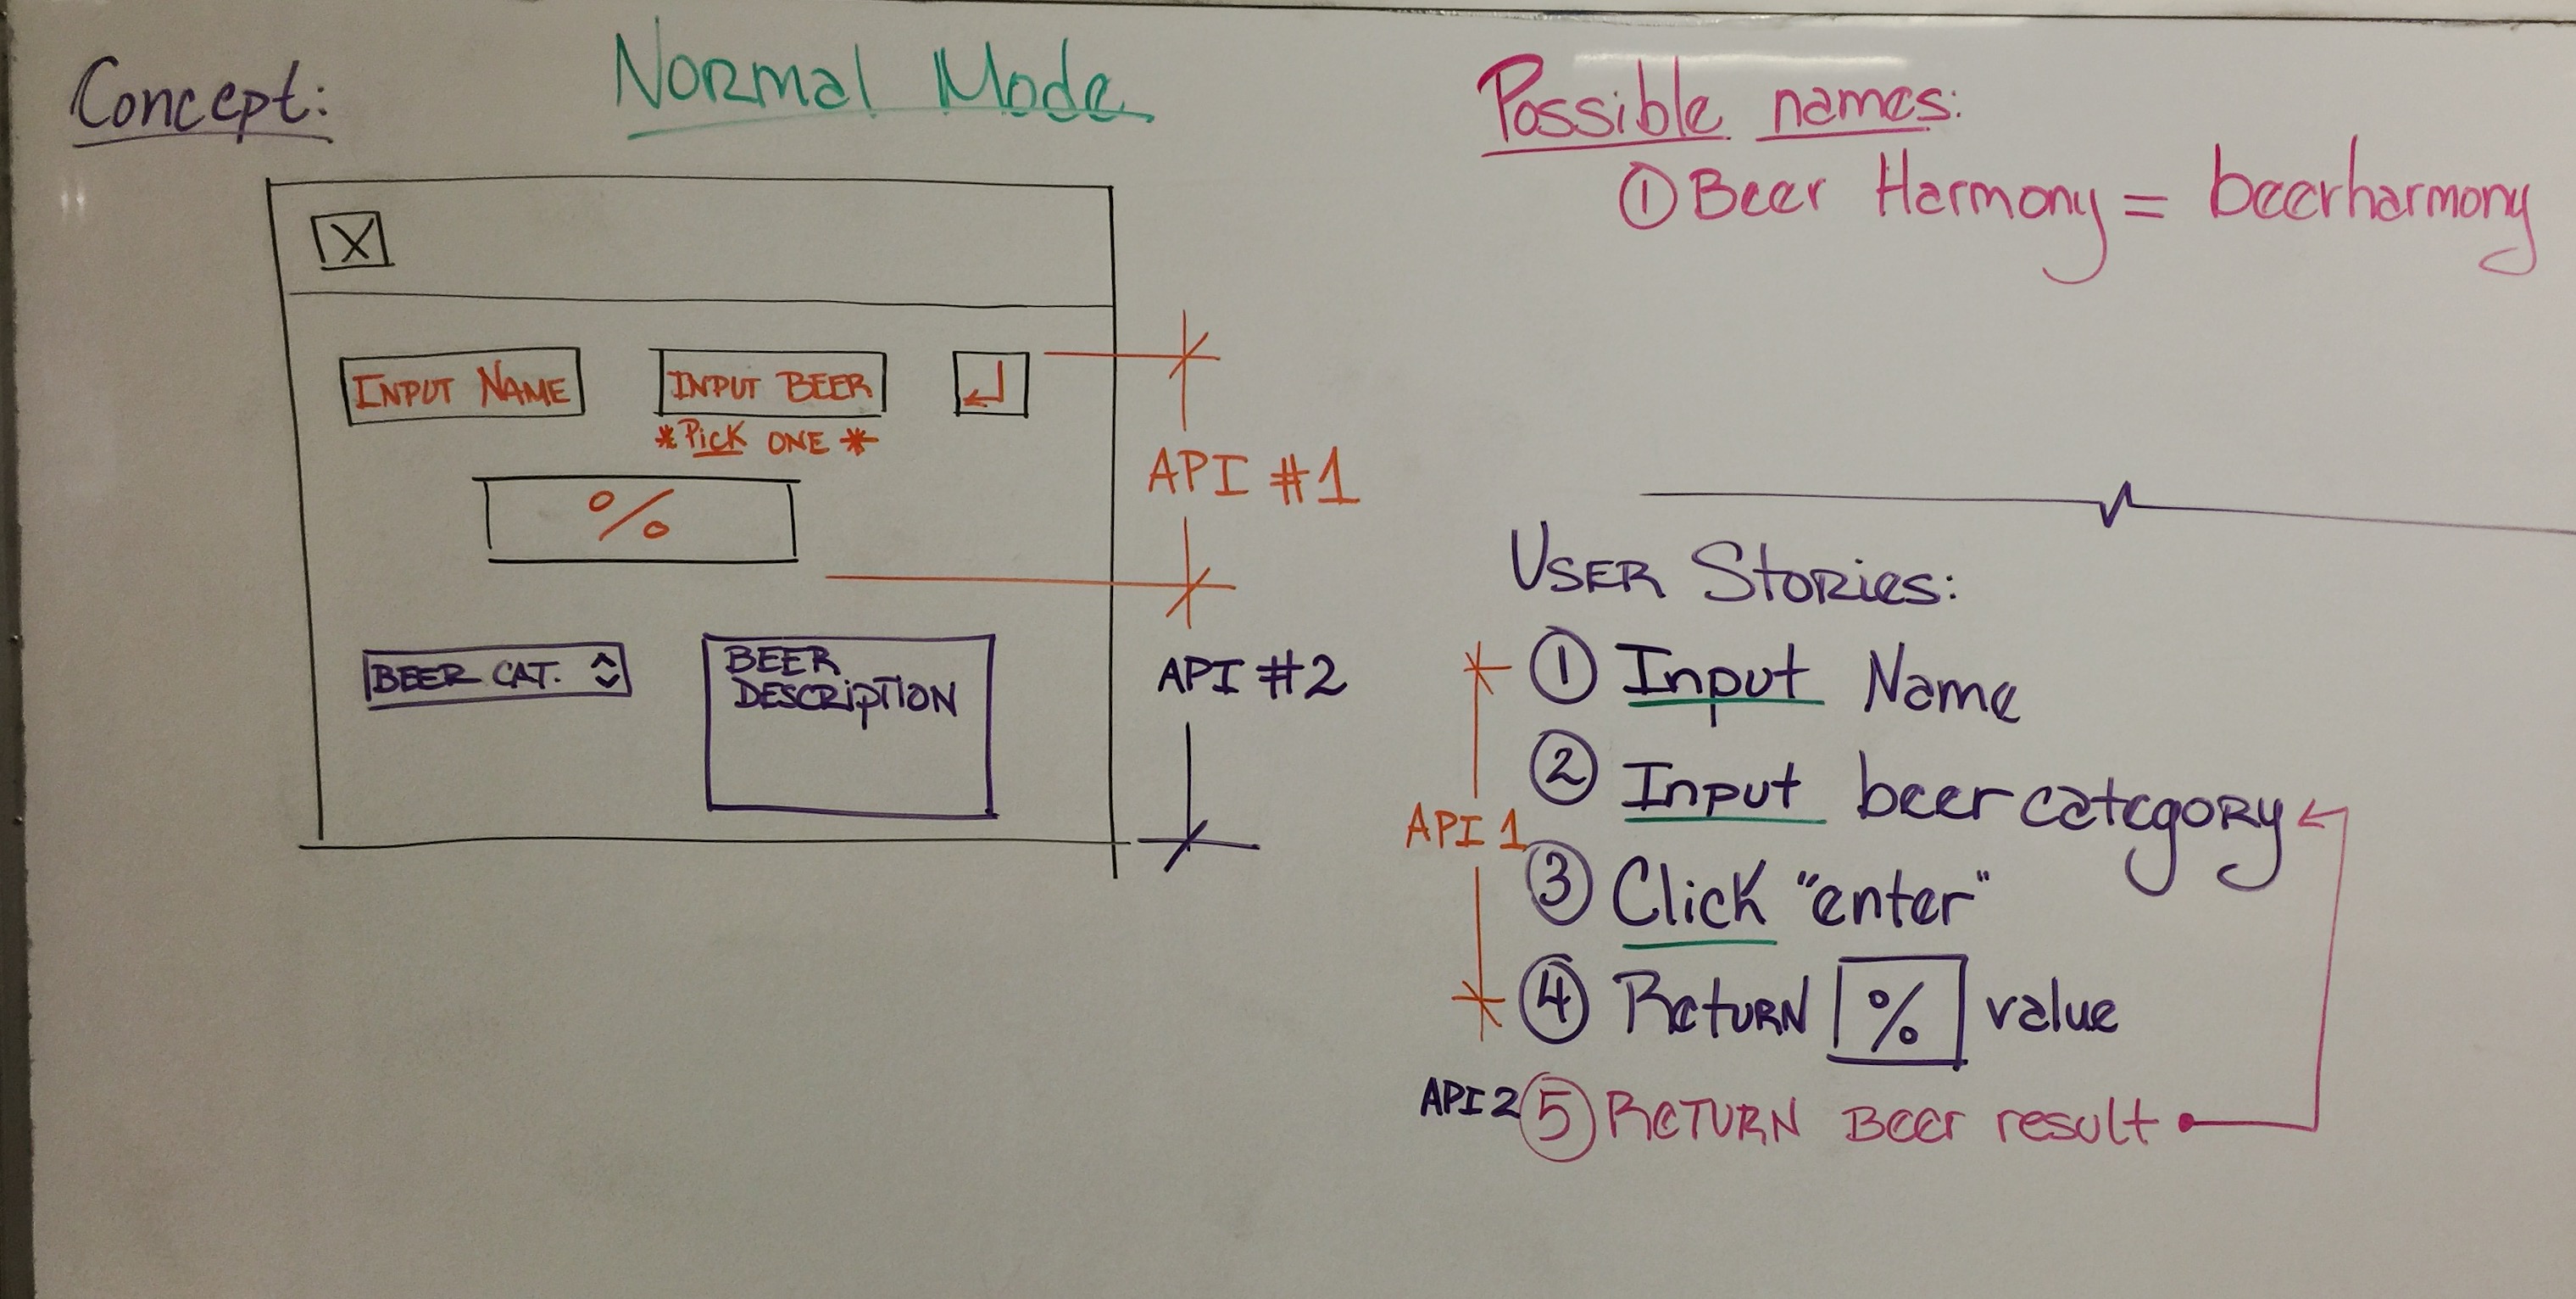 Concept:
Normal Mode
X
INPUT NAME
INPUT BEER
*PICK ONE*
%
API #1
BEER CAT.
BEER
DESCRIPTION
API #2
Possible names:
① Beer Harmony = beerharmony
USER Stories:
① Input Name
② Input beer category
API 1
③ Click "enter"
④ Return % value
API 2 ⑤ Return Beer result